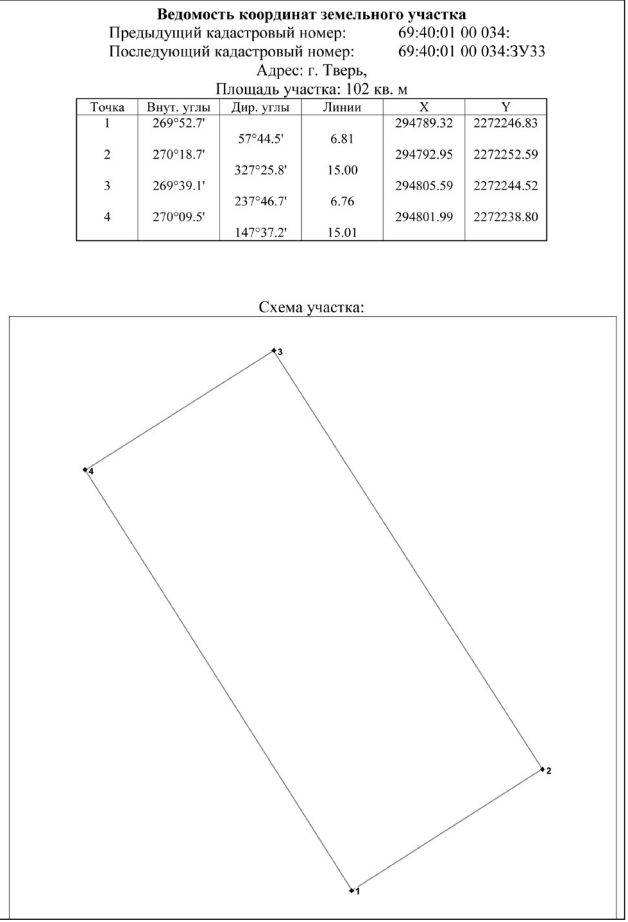 Ведомость координат земельного участка
Предыдущий кадастровый номер: 69:40:01 00 034:
Последующий кадастровый номер: 69:40:01 00 034:ЗУ33
Адрес: г. Тверь,
Площадь участка: 102 кв. м
Точка Внут. углы Дир. углы Линии X Y
1 269°52.7' 294789.32 2272246.83
57°44.5' 6.81
2 270°18.7' 294792.95 2272252.59
327°25.8' 15.00
3 269°39.1' 294805.59 2272244.52
237°46.7' 6.76
4 270°09.5' 294801.99 2272238.80
147°37.2' 15.01
Схема участка:
3
4
2
1